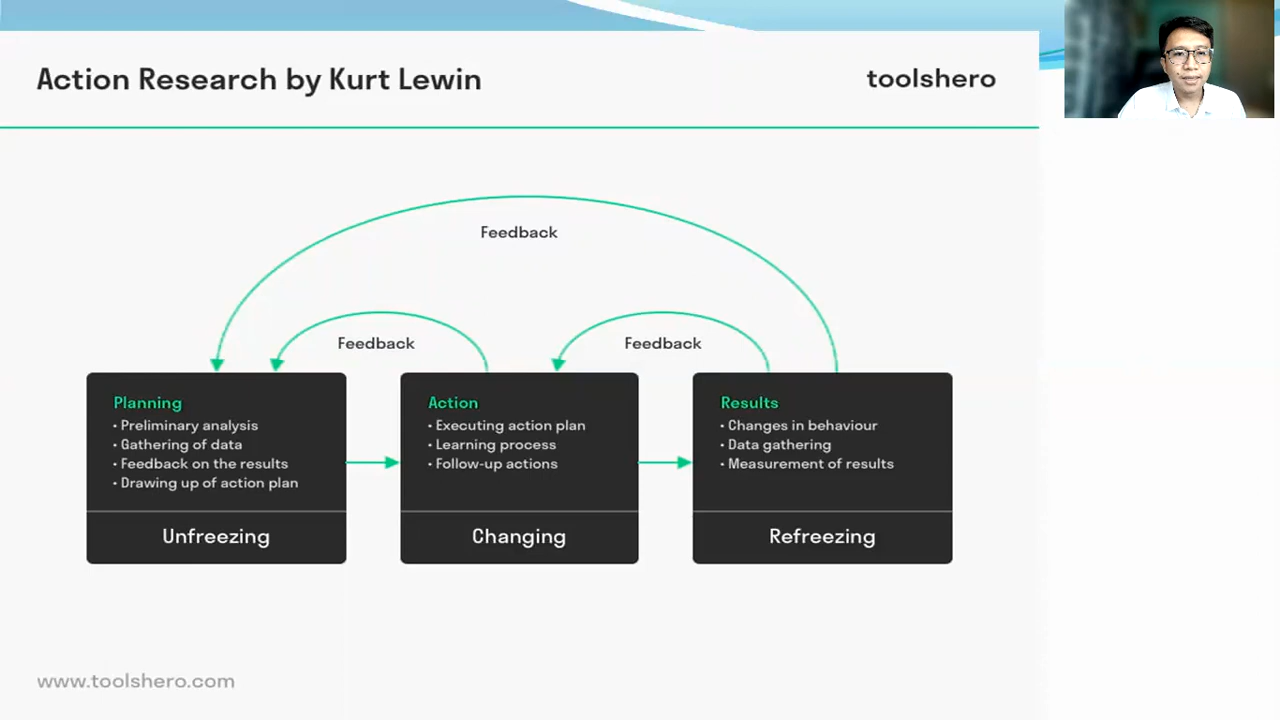 Action Research by Kurt Lewin
toolshero
Feedback
Feedback
Feedback
Planning
• Preliminary analysis
• Gathering of data
• Feedback on the results
• Drawing up of action plan
Unfreezing
Action
• Executing action plan
• Learning process
• Follow-up actions
Changing
Results
• Changes in behaviour
• Data gathering
• Measurement of results
Refreezing
www.toolshero.com